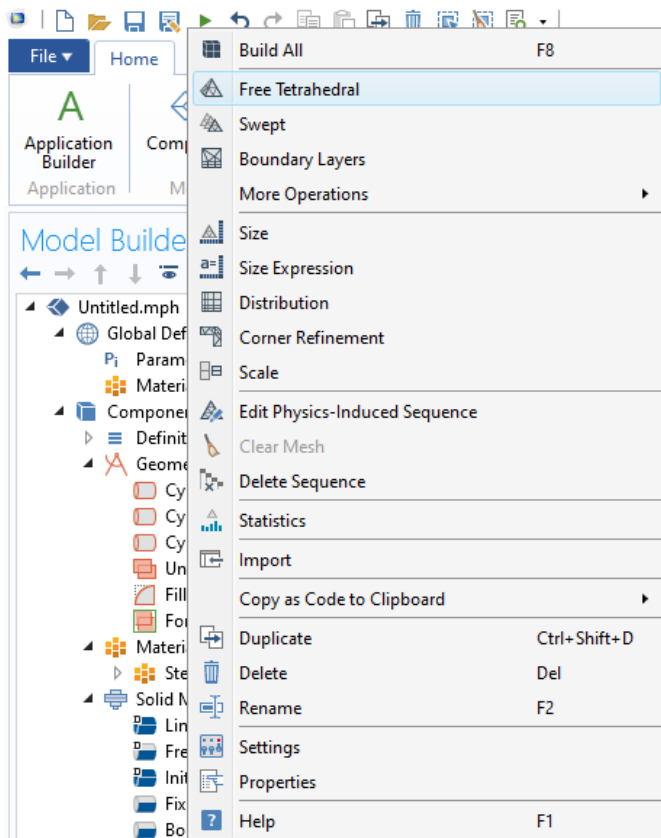 File
Home
A
Application
Builder
Application
Build All F8
Free Tetrahedral
Swept
Boundary Layers
More Operations
Size
a= Size Expression
Distribution
Corner Refinement
Scale
Edit Physics-Induced Sequence
Clear Mesh
Delete Sequence
Statistics
Import
Copy as Code to Clipboard
Duplicate Ctrl+Shift+D
Delete Del
Rename F2
Settings
Properties
? Help F1
Model Builde
Untitled.mph
Global Def
Pi Param
Materi
Componer
Definit
Geome
Cy
Cy
Cy
Un
Fill
For
Materi
Ste
Solid M
Lin
Fre
Init
Fix
Bo